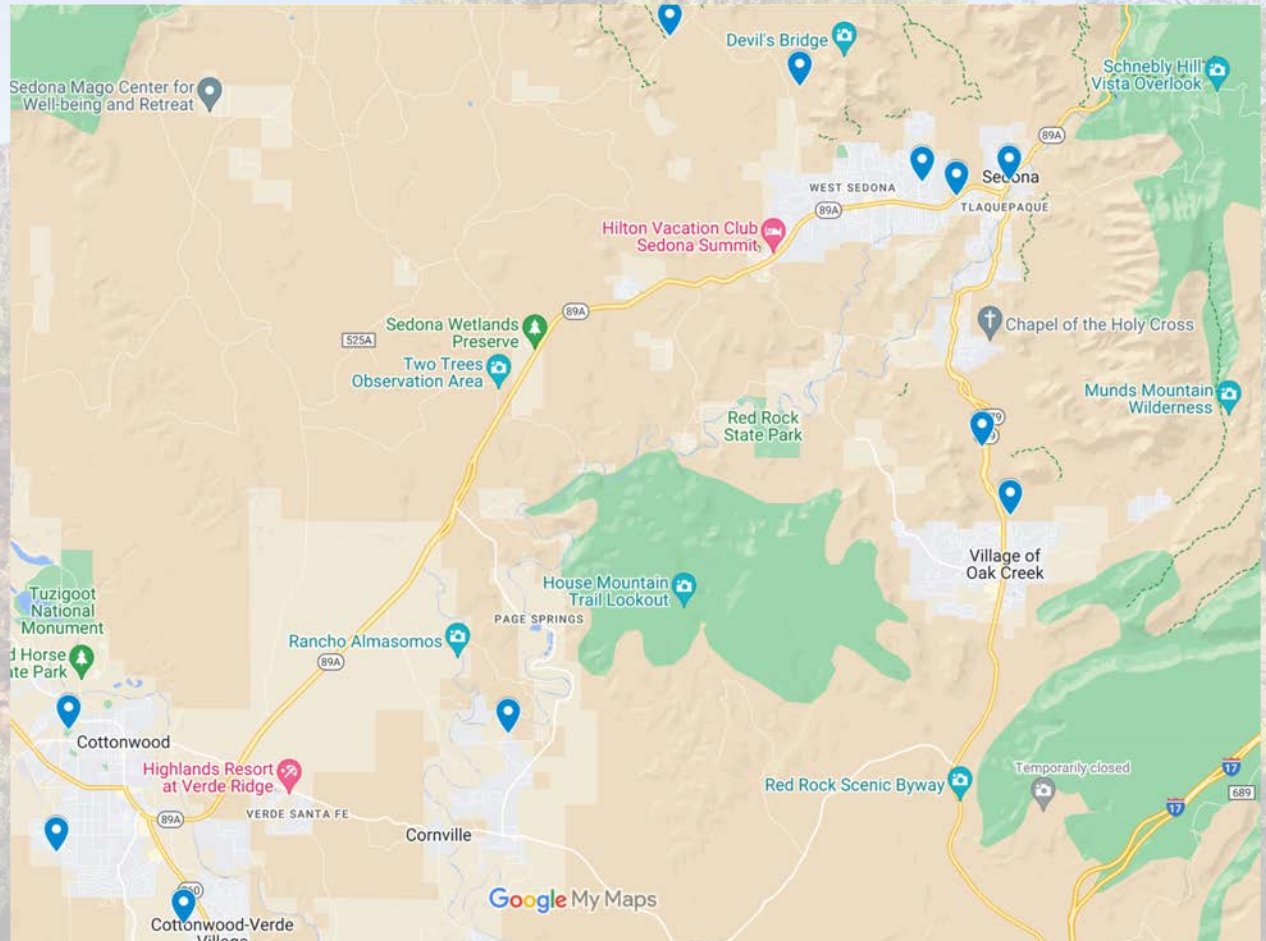 Devil's Bridge
Schnebly Hill
Vista Overlook
Sedona Mago Center for
Well-being and Retreat
89A
WEST SEDONA
Sedona
TLAQUEPAQUE
89A
Hilton Vacation Club
Sedona Summit
89A
Sedona Wetlands
Preserve
525A
Two Trees
Observation Area
Chapel of the Holy Cross
Munds Mountain
Wilderness
Red Rock
State Park
Village of
Oak Creek
House Mountain
Trail Lookout
Tuzigoot
National
Monument
PAGE SPRINGS
Rancho Almasomos
d Horse
ate Park
89A
Cottonwood
Highlands Resort
at Verde Ridge
VERDE SANTA FE
89A
Cornville
Red Rock Scenic Byway
Temporarily closed
17
689
17
Google My Maps
Cottonwood-Verde
Village